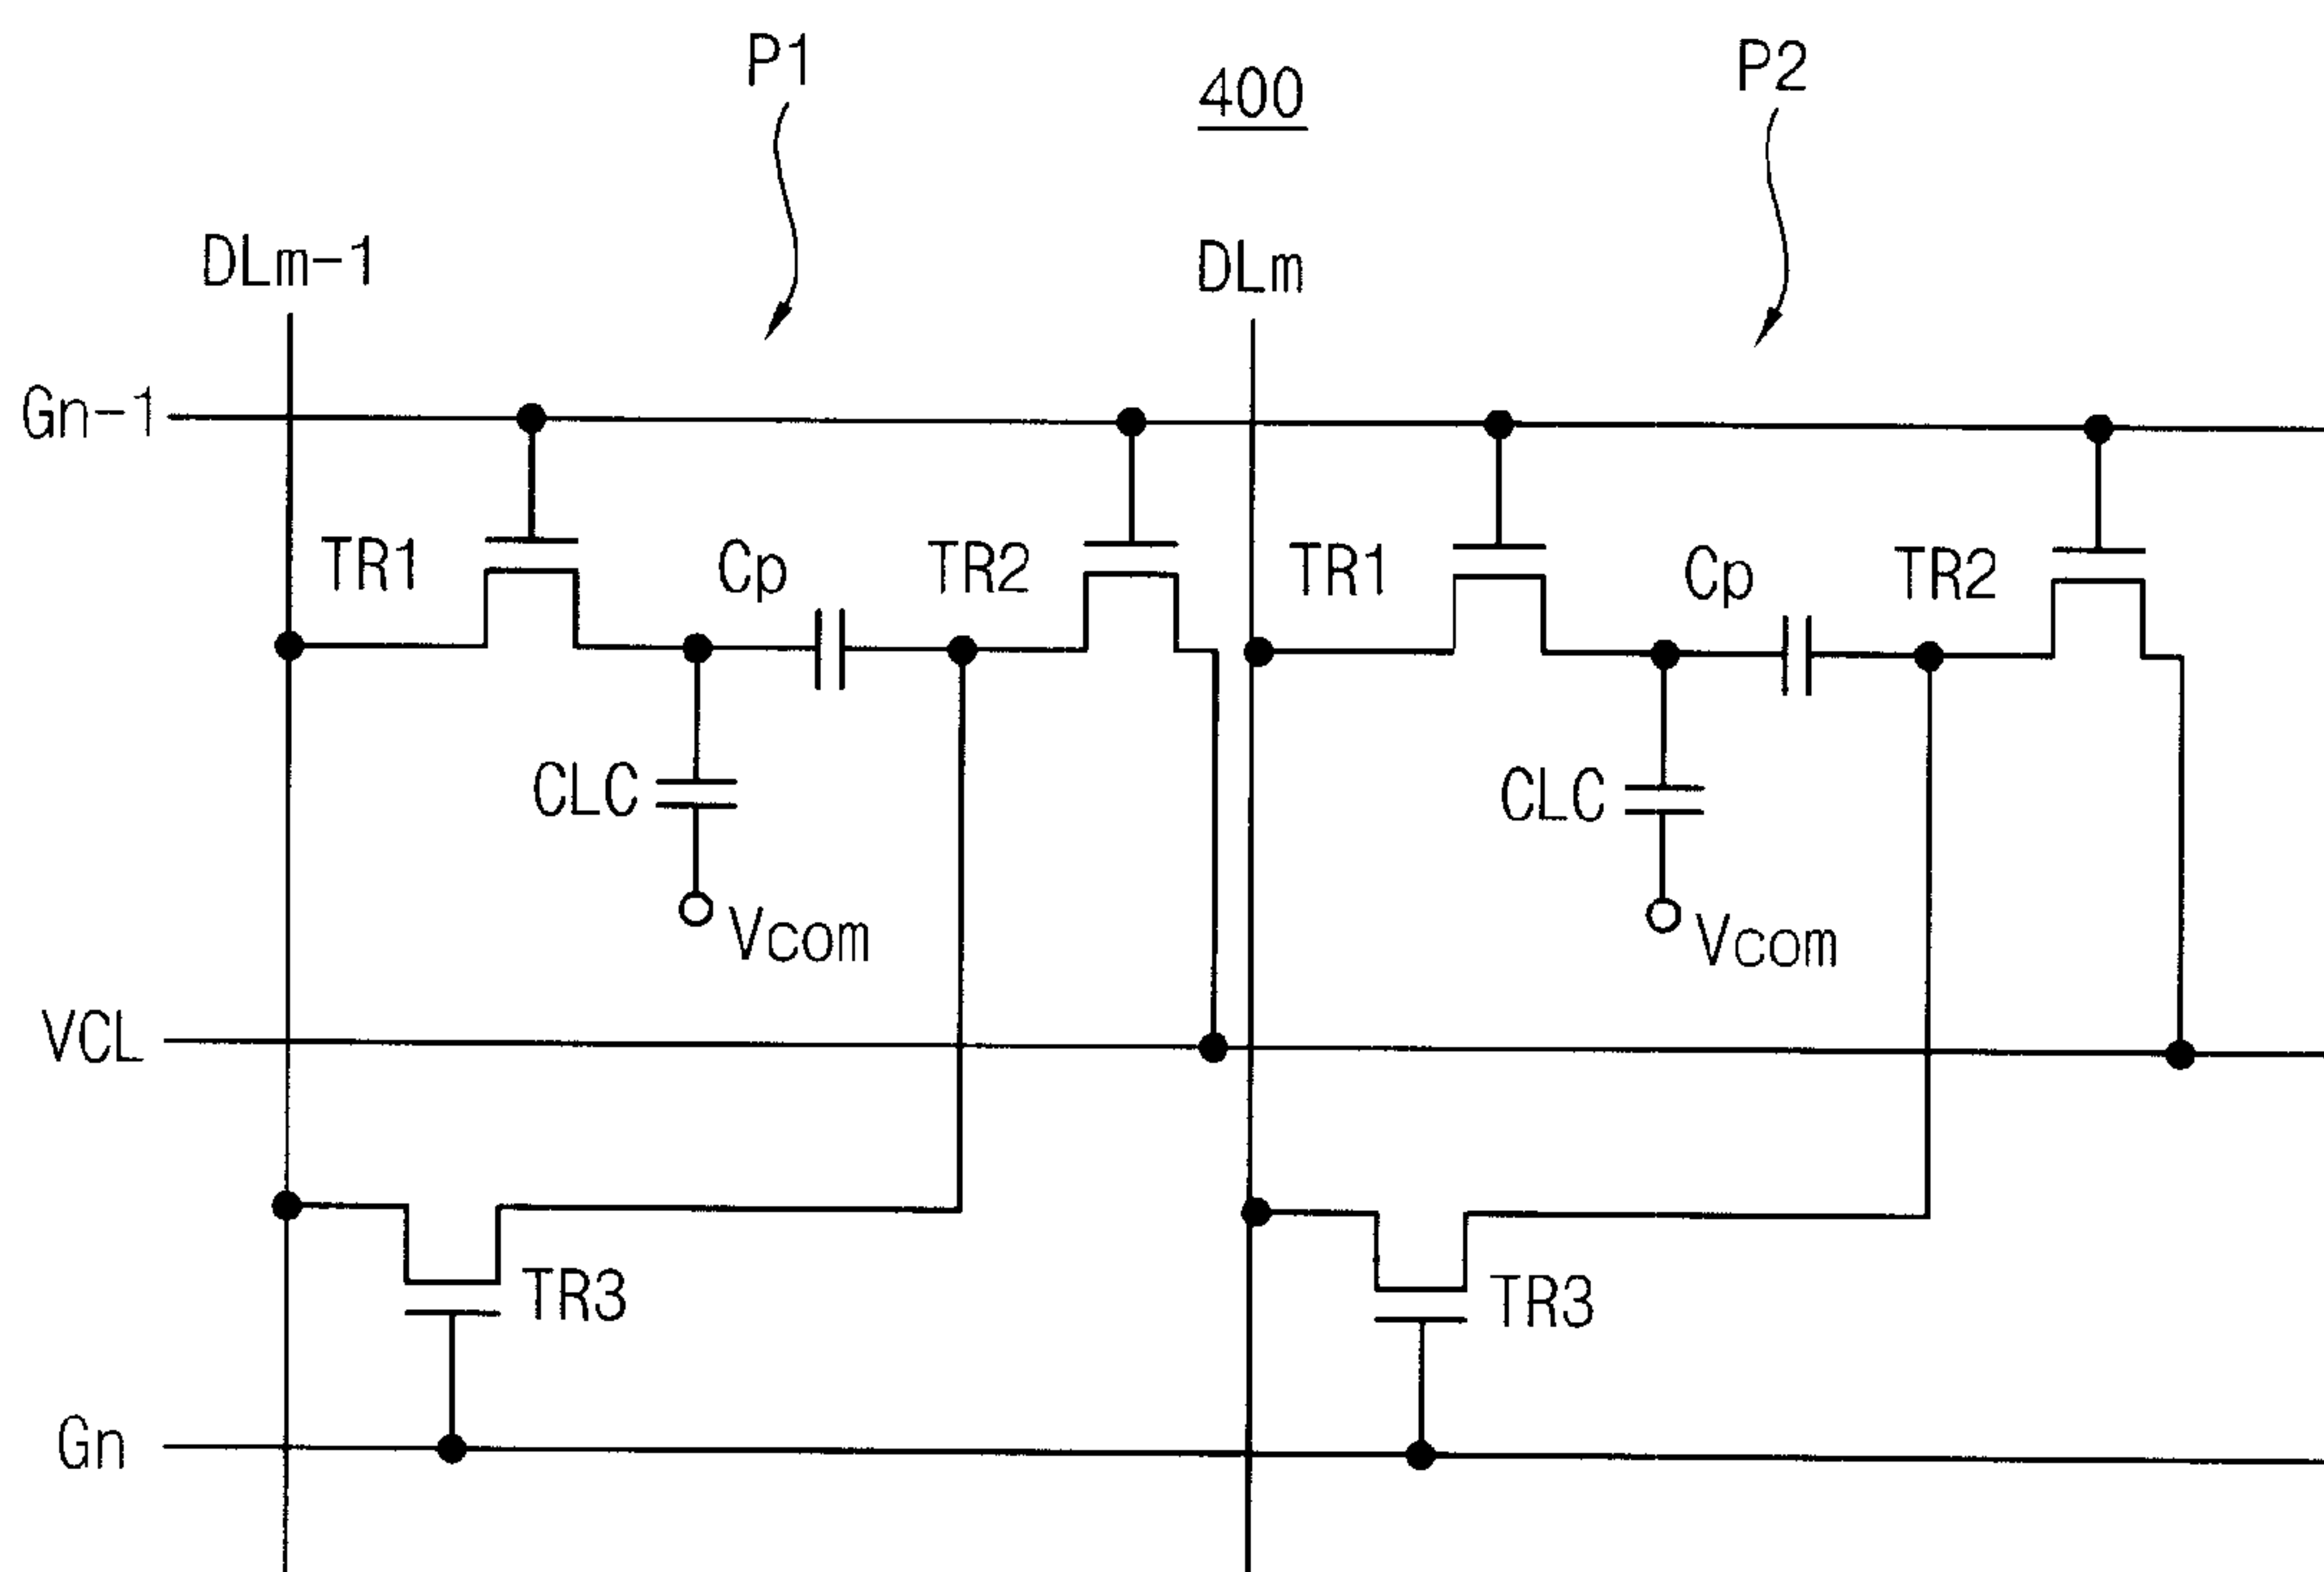 P1
400
P2
DLm-1
DLm
Gn-1
TR1
Cp
TR2
TR1
Cp
TR2
CLC
CLC
Vcom
Vcom
VCL
TR3
TR3
Gn